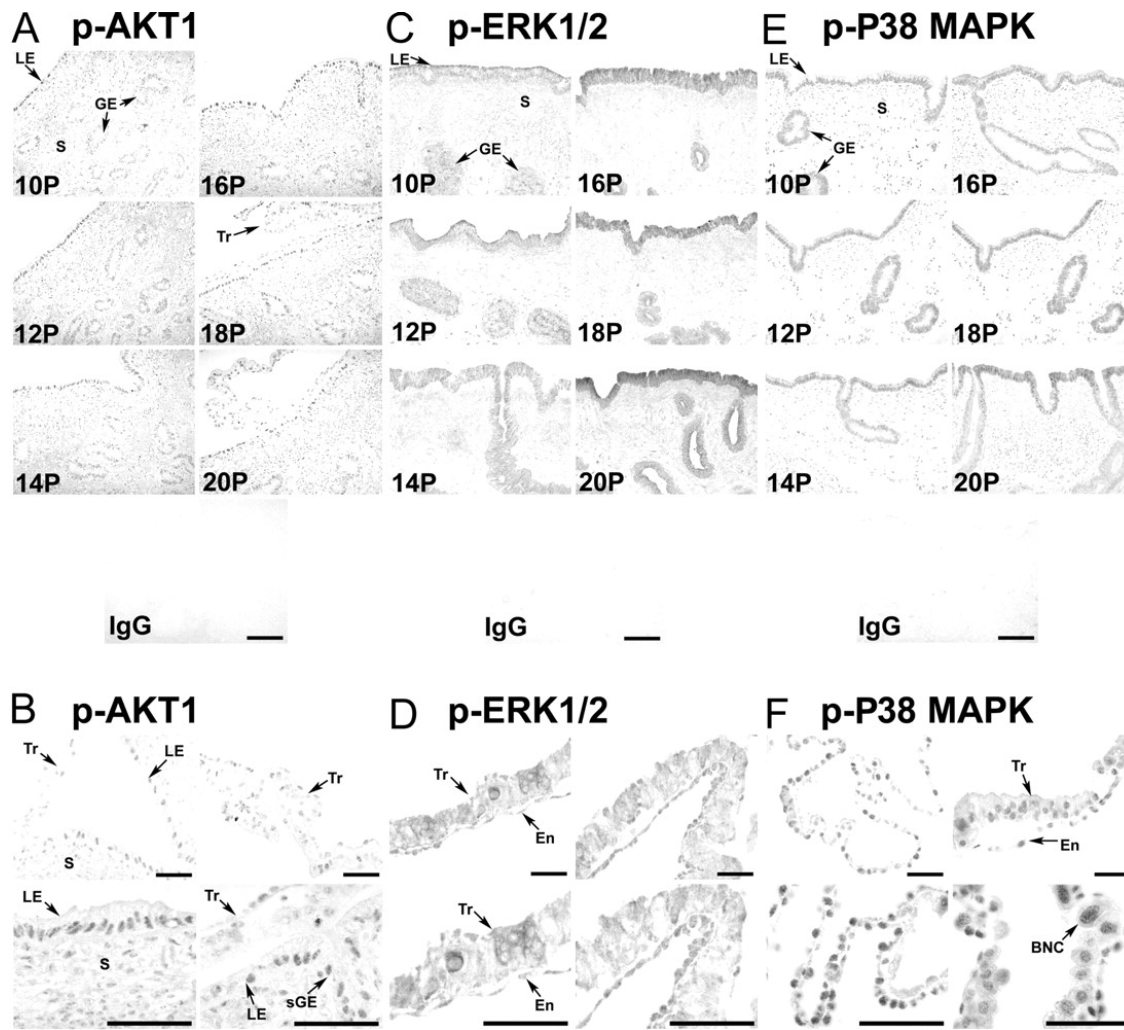 A p-AKT1
LE
GE
S
10P
16P
12P
Tr
18P
14P
20P
IgG
C p-ERK1/2
LE
S
GE
10P
16P
12P
18P
14P
20P
IgG
E p-P38 MAPK
LE
S
GE
10P
16P
12P
18P
14P
20P
IgG
B p-AKT1
Tr
LE
S
Tr
LE
S
Tr
LE
sGE
D p-ERK1/2
Tr
En
Tr
En
F p-P38 MAPK
Tr
En
BNC